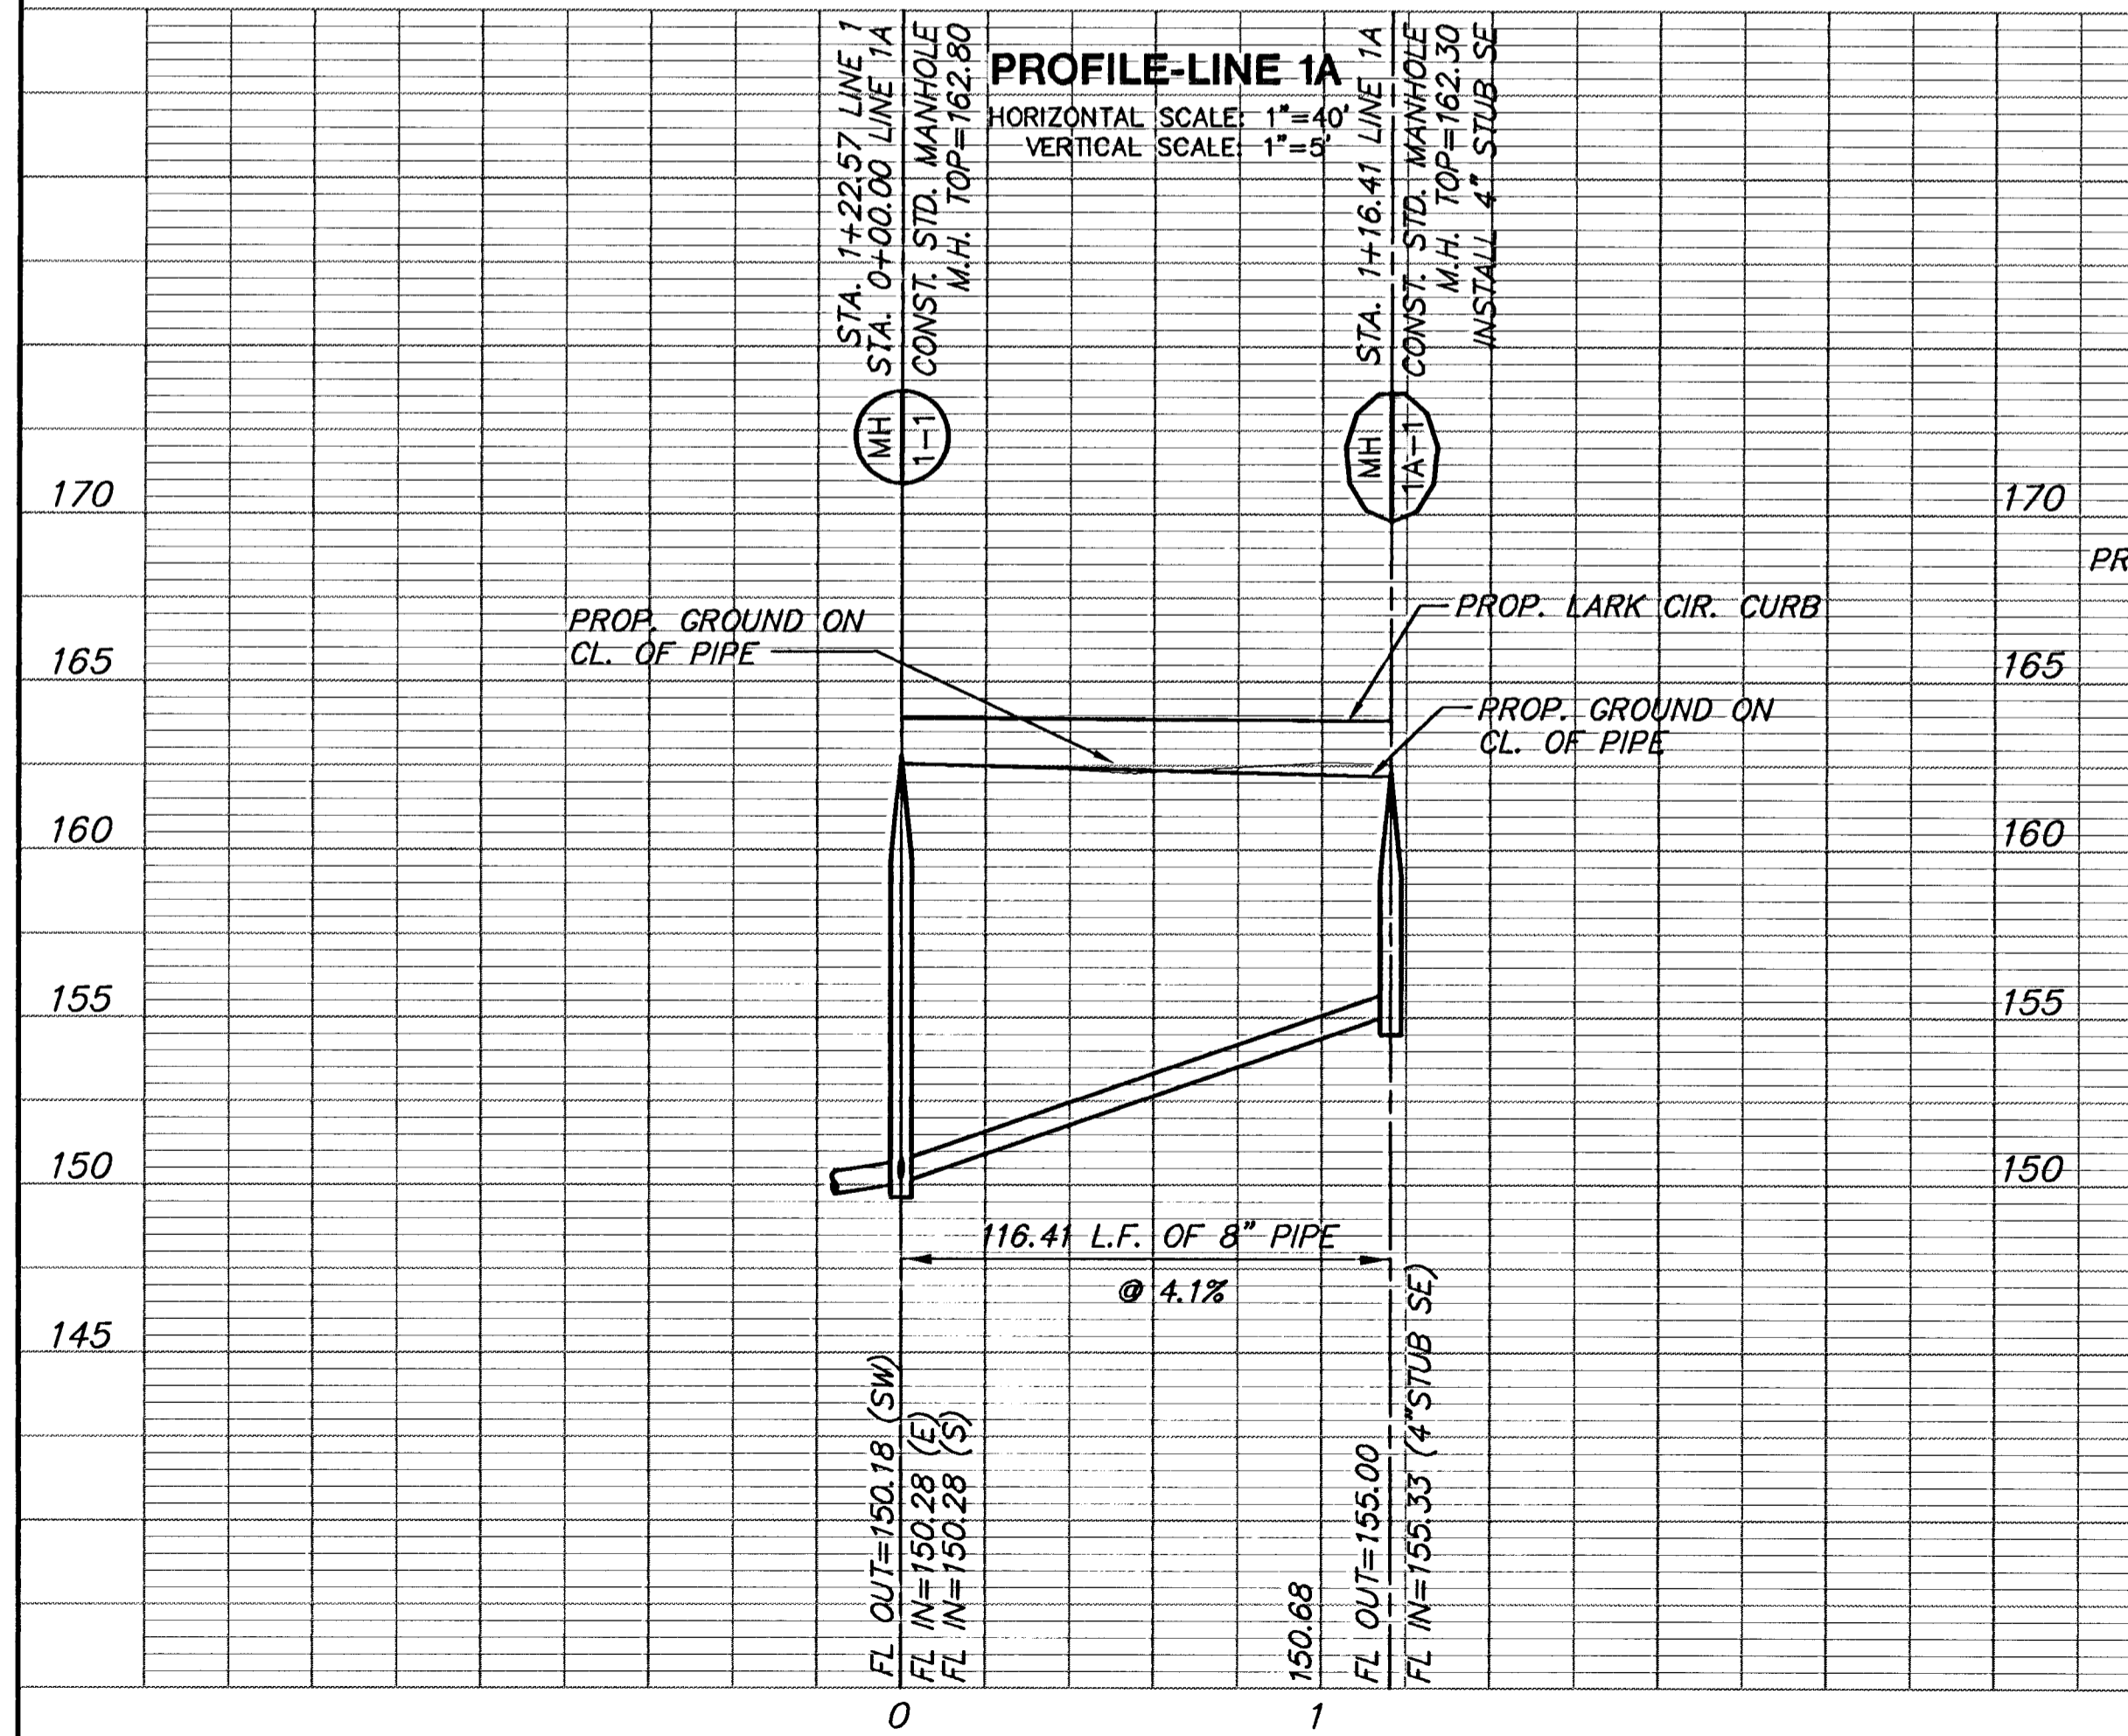 PROFILE-LINE 1A
HORIZONTAL SCALE: 1"=40'
VERTICAL SCALE: 1"=5'
STA. 1+22.57 LINE 1
STA. 0+00.00 LINE 1A
CONST. STD. MANHOLE
M.H. TOP=162.80
STA. 1+16.41 LINE 1A
CONST. STD. MANHOLE
M.H. TOP=162.30
INSTALL 4" STUB SE
MH
1-1
MH
1A-1
170
170
PR
PROP. GROUND ON
CL. OF PIPE
PROP. LARK CIR. CURB
165
165
PROP. GROUND ON
CL. OF PIPE
160
160
155
155
150
150
116.41 L.F. OF 8" PIPE
@ 4.1%
145
FL OUT=150.18 (SW)
FL IN=150.28 (E)
FL IN=150.28 (S)
150.68
FL OUT=155.00
FL IN=155.33 (4"STUB SE)
0
1